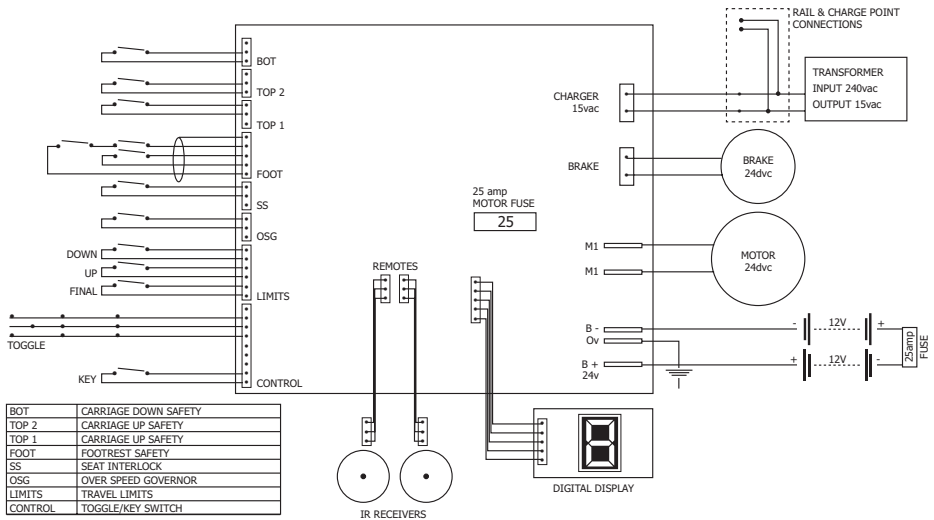 RAIL & CHARGE POINT
CONNECTIONS
BOT
TOP 2
TOP 1
FOOT
SS
OSG
DOWN
UP
FINAL
LIMITS
TOGGLE
KEY
CONTROL
CHARGER
15vac
TRANSFORMER
INPUT 240vac
OUTPUT 15vac
BRAKE
BRAKE
24dvc
25 amp
MOTOR FUSE
25
M1
M1
MOTOR
24dvc
REMOTES
B -
Ov
B +
24v
- 12V +
+ 12V -
25amp
FUSE
BOT CARRIAGE DOWN SAFETY
TOP 2 CARRIAGE UP SAFETY
TOP 1 CARRIAGE UP SAFETY
FOOT FOOTREST SAFETY
SS SEAT INTERLOCK
OSG OVER SPEED GOVERNOR
LIMITS TRAVEL LIMITS
CONTROL TOGGLE/KEY SWITCH
IR RECEIVERS
8
DIGITAL DISPLAY